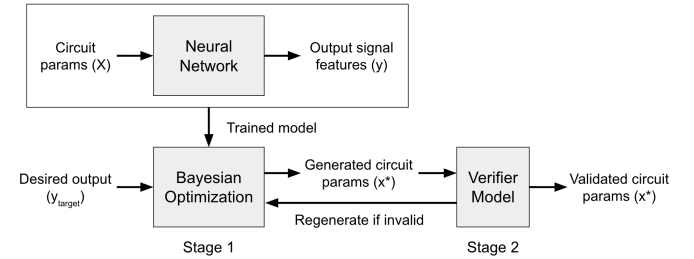 Circuit
params (X)
Neural
Network
Output signal
features (y)
Trained model
Desired output
(y_target)
Bayesian
Optimization
Generated circuit
params (x*)
Verifier
Model
Validated circuit
params (x*)
Regenerate if invalid
Stage 1
Stage 2